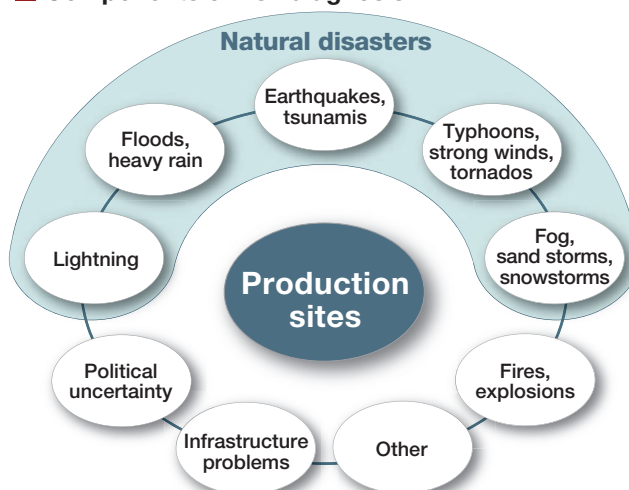 Natural disasters
Earthquakes,
tsunamis
Floods,
heavy rain
Typhoons,
strong winds,
tornados
Lightning
Fog,
sand storms,
snowstorms
Production
sites
Political
uncertainty
Fires,
explosions
Infrastructure
problems
Other